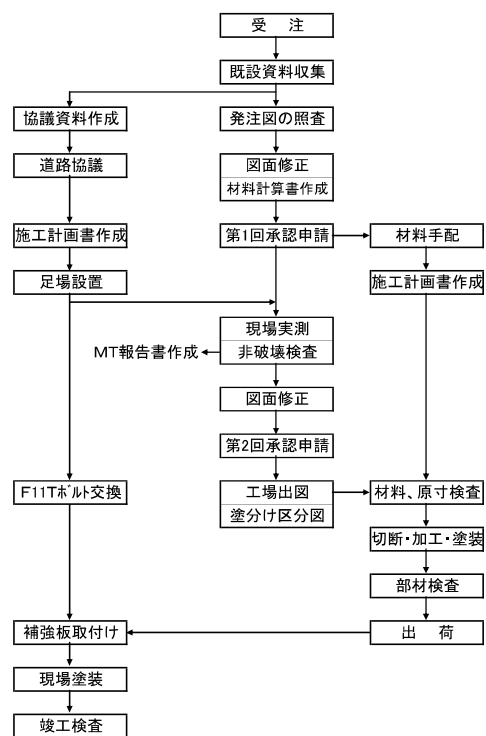 受　注
既設資料収集
協議資料作成
発注図の照査
道路協議
図面修正
材料計算書作成
施工計画書作成
第1回承認申請
材料手配
足場設置
施工計画書作成
現場実測
MT報告書作成
非破壊検査
図面修正
第2回承認申請
F11Tボルト交換
工場出図
材料、原寸検査
塗分け区分図
切断・加工・塗装
部材検査
補強板取付け
出　荷
現場塗装
竣工検査